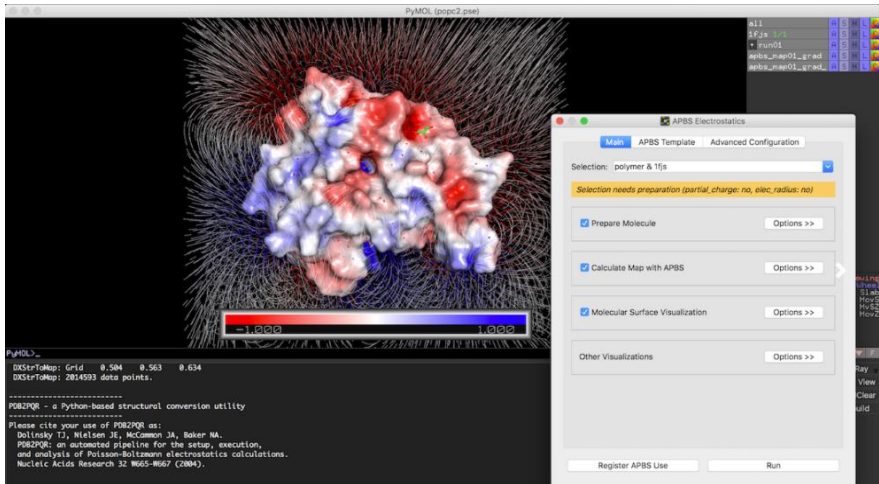 PyMOL (popc2.pse)
all A S H L C
1fjs 1/1 A S H L C
run01 A S H L C
apbs_map01_grad A S H L C
apbs_map01_grad_ A S H L C
APBS Electrostatics
Main APBS Template Advanced Configuration
Selection: polymer & 1fjs
Selection needs preparation (partial_charge: no, elec_radius: no)
Prepare Molecule Options >>
Calculate Map with APBS Options >>
Molecular Surface Visualization Options >>
Other Visualizations Options >>
Register APBS Use Run
-1.000 1.000
PyMOL>_
DXStrToMap: Grid 0.504 0.563 0.634
DXStrToMap: 2014593 data points.
PDB2PQR - a Python-based structural conversion utility
Please cite your use of PDB2PQR as:
Dolinsky TJ, Nielsen JE, McCammon JA, Baker NA.
PDB2PQR: an automated pipeline for the setup, execution,
and analysis of Poisson-Boltzmann electrostatics calculations.
Nucleic Acids Research 32 W665-W667 (2004).
Slab
MovS
MvSZ
MovZ
Ray
View
Clear
uild